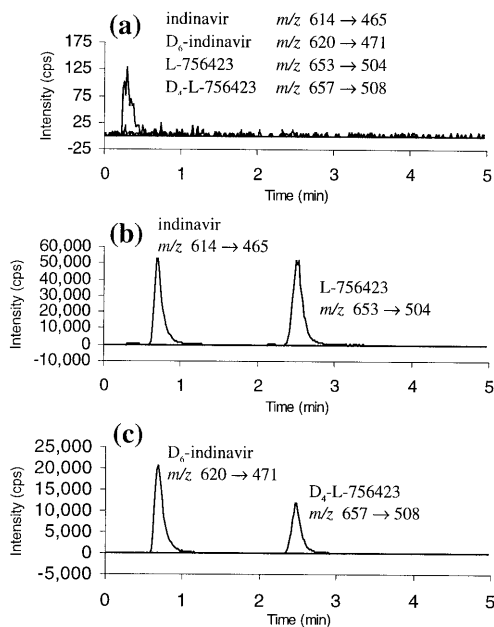 (a)
indinavir m/z 614 → 465
D₆-indinavir m/z 620 → 471
L-756423 m/z 653 → 504
D₄-L-756423 m/z 657 → 508
Intensity (cps)
175
125
75
25
-25
0 1 2 3 4 5
Time (min)
(b)
indinavir
m/z 614 → 465
L-756423
m/z 653 → 504
Intensity (cps)
60,000
50,000
40,000
30,000
20,000
10,000
0
-10,000
0 1 2 3 4 5
Time (min)
(c)
D₆-indinavir
m/z 620 → 471
D₄-L-756423
m/z 657 → 508
Intensity (cps)
25,000
20,000
15,000
10,000
5,000
0
-5,000
0 1 2 3 4 5
Time (min)